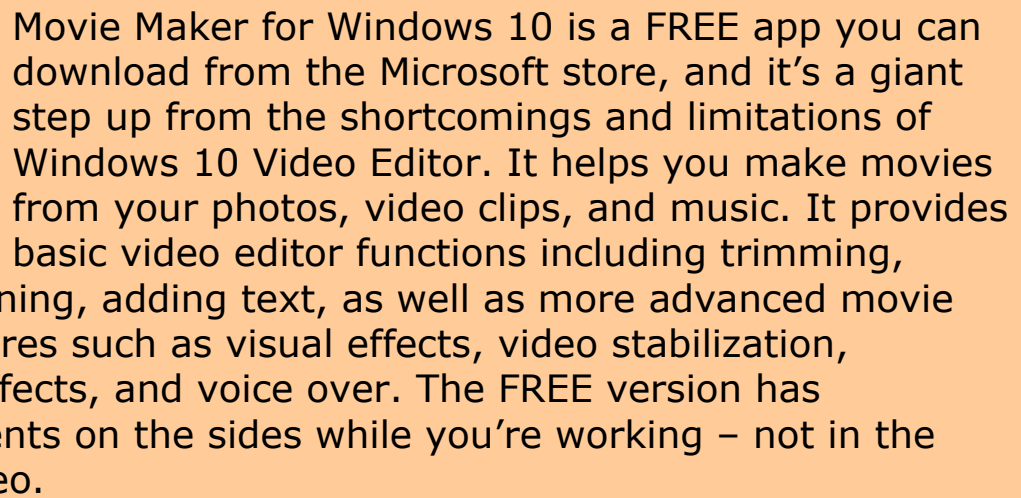 Movie Maker for Windows 10 is a FREE app you can
download from the Microsoft store, and it’s a giant
step up from the shortcomings and limitations of
Windows 10 Video Editor. It helps you make movies
from your photos, video clips, and music. It provides
basic video editor functions including trimming,
adding text, as well as more advanced movie
such as visual effects, video stabilization,
and voice over. The FREE version has
on the sides while you’re working – not in the